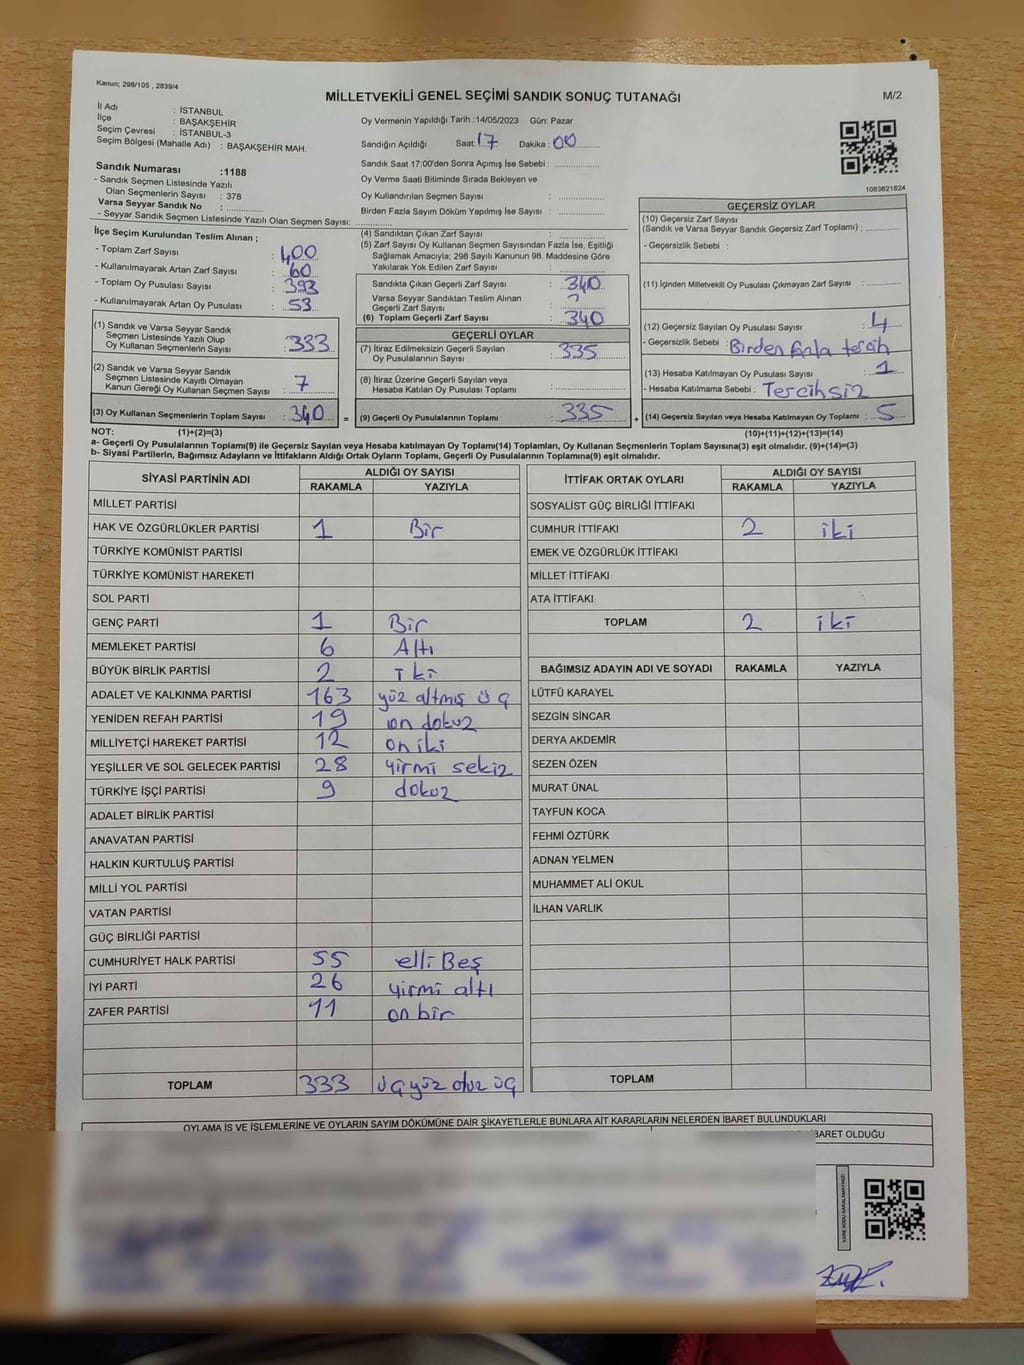 Kanun; 298/105 , 2839/4
MİLLETVEKİLİ GENEL SEÇİMİ SANDIK SONUÇ TUTANAĞI
M/2
İl Adı : İSTANBUL
İlçe : BAŞAKŞEHİR
Seçim Çevresi : İSTANBUL-3
Seçim Bölgesi (Mahalle Adı) : BAŞAKŞEHİR MAH.
Oy Vermenin Yapıldığı Tarih :14/05/2023 Gün: Pazar
Sandığın Açıldığı Saat: 17 Dakika : 00
Sandık Saat 17:00'den Sonra Açımış İse Sebebi :
Oy Verme Saati Bitiminde Sırada Bekleyen ve
Oy Kullandırılan Seçmen Sayısı :
Birden Fazla Sayım Döküm Yapılmış İse Sayısı :
1083621824
Sandık Numarası :1188
- Sandık Seçmen Listesinde Yazılı
Olan Seçmenlerin Sayısı : 378
Varsa Seyyar Sandık No :
- Seyyar Sandık Seçmen Listesinde Yazılı Olan Seçmen Sayısı:
İlçe Seçim Kurulundan Teslim Alınan ;
- Toplam Zarf Sayısı : 400
- Kullanılmayarak Artan Zarf Sayısı : 60
- Toplam Oy Pusulası Sayısı : 393
- Kullanılmayarak Artan Oy Pusulası : 53
(1) Sandık ve Varsa Seyyar Sandık
Seçmen Listesinde Yazılı Olup
Oy Kullanan Seçmenlerin Sayısı : 333
(2) Sandık ve Varsa Seyyar Sandık
Seçmen Listesinde Kayıtlı Olmayan
Kanun Gereği Oy Kullanan Seçmen Sayısı : 7
(3) Oy Kullanan Seçmenlerin Toplam Sayısı : 340
(4) Sandıktan Çıkan Zarf Sayısı :
(5) Zarf Sayısı Oy Kullanan Seçmen Sayısından Fazla İse, Eşitliği
Sağlamak Amacıyla; 298 Sayılı Kanunun 98. Maddesine Göre
Yakılarak Yok Edilen Zarf Sayısı :
Sandıkta Çıkan Geçerli Zarf Sayısı : 340
Varsa Seyyar Sandıktan Teslim Alınan
Geçerli Zarf Sayısı :
(6) Toplam Geçerli Zarf Sayısı : 340
GEÇERLİ OYLAR
(7) İtiraz Edilmeksizin Geçerli Sayılan
Oy Pusulalarının Sayısı : 335
(8) İtiraz Üzerine Geçerli Sayılan veya
Hesaba Katılan Oy Pusulası Toplamı :
= (9) Geçerli Oy Pusulalarının Toplamı : 335
GEÇERSİZ OYLAR
(10) Geçersiz Zarf Sayısı
(Sandık ve Varsa Seyyar Sandık Geçersiz Zarf Toplamı) :
- Geçersizlik Sebebi :
(11) İçinden Milletvekili Oy Pusulası Çıkmayan Zarf Sayısı :
(12) Geçersiz Sayılan Oy Pusulası Sayısı : 4
- Geçersizlik Sebebi : Birden fazla tercih
(13) Hesaba Katılmayan Oy Pusulası Sayısı : 1
- Hesaba Katılmama Sebebi : Tercihsiz
+ (14) Geçersiz Sayılan veya Hesaba Katılmayan Oy Toplamı : 5
NOT: (1)+(2)=(3) (10)+(11)+(12)+(13)=(14)
a- Geçerli Oy Pusulalarının Toplamı(9) ile Geçersiz Sayılan veya Hesaba katılmayan Oy Toplamı(14) Toplamları, Oy Kullanan Seçmenlerin Toplam Sayısına(3) eşit olmalıdır. (9)+(14)=(3)
b- Siyasi Partilerin, Bağımsız Adayların ve İttifakların Aldığı Ortak Oyların Toplamı, Geçerli Oy Pusulalarının Toplamına(9) eşit olmalıdır.
SİYASİ PARTİNİN ADI ALDIĞI OY SAYISI
RAKAMLA YAZIYLA
MİLLET PARTİSİ
HAK VE ÖZGÜRLÜKLER PARTİSİ 1 Bir
TÜRKİYE KOMÜNİST PARTİSİ
TÜRKİYE KOMÜNİST HAREKETİ
SOL PARTİ
GENÇ PARTİ 1 Bir
MEMLEKET PARTİSİ 6 Altı
BÜYÜK BİRLİK PARTİSİ 2 İki
ADALET VE KALKINMA PARTİSİ 163 yüz altmış üç
YENİDEN REFAH PARTİSİ 19 on dokuz
MİLLİYETÇİ HAREKET PARTİSİ 12 on iki
YEŞİLLER VE SOL GELECEK PARTİSİ 28 yirmi sekiz
TÜRKİYE İŞÇİ PARTİSİ 9 dokuz
ADALET BİRLİK PARTİSİ
ANAVATAN PARTİSİ
HALKIN KURTULUŞ PARTİSİ
MİLLİ YOL PARTİSİ
VATAN PARTİSİ
GÜÇ BİRLİĞİ PARTİSİ
CUMHURİYET HALK PARTİSİ 55 elli Beş
İYİ PARTİ 26 yirmi altı
ZAFER PARTİSİ 11 on bir
TOPLAM 333 üçyüz otuz üç
İTTİFAK ORTAK OYLARI ALDIĞI OY SAYISI
RAKAMLA YAZIYLA
SOSYALİST GÜÇ BİRLİĞİ İTTİFAKI
CUMHUR İTTİFAKI 2 iki
EMEK VE ÖZGÜRLÜK İTTİFAKI
MİLLET İTTİFAKI
ATA İTTİFAKI
TOPLAM 2 iki
BAĞIMSIZ ADAYIN ADI VE SOYADI RAKAMLA YAZIYLA
LÜTFÜ KARAYEL
SEZGİN SİNCAR
DERYA AKDEMİR
SEZEN ÖZEN
MURAT ÜNAL
TAYFUN KOCA
FEHMİ ÖZTÜRK
ADNAN YELMEN
MUHAMMET ALİ OKUL
İLHAN VARLIK
TOPLAM
OYLAMA İŞ VE İŞLEMLERİNE VE OYLARIN SAYIM DÖKÜMÜNE DAİR ŞİKAYETLERLE BUNLARA AİT KARARLARIN NELERDEN İBARET BULUNDUKLARI
İBARET OLDUĞU
KARE KODU KARALAMAYINIZ!